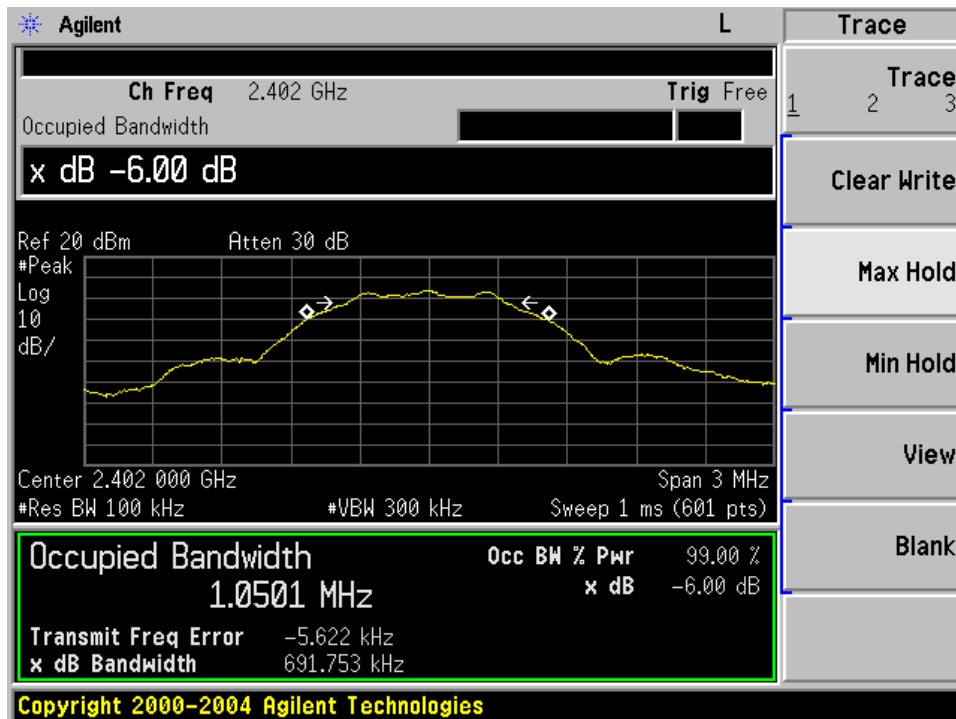 Agilent L Trace
Ch Freq 2.402 GHz Trig Free
Occupied Bandwidth
x dB -6.00 dB
Ref 20 dBm Atten 30 dB
#Peak
Log
10
dB/
Center 2.402 000 GHz Span 3 MHz
#Res BW 100 kHz #VBW 300 kHz Sweep 1 ms (601 pts)
Occupied Bandwidth Occ BW % Pwr 99.00 %
1.0501 MHz x dB -6.00 dB
Transmit Freq Error -5.622 kHz
x dB Bandwidth 691.753 kHz
Copyright 2000-2004 Agilent Technologies
Trace
1 2 3
Clear Write
Max Hold
Min Hold
View
Blank